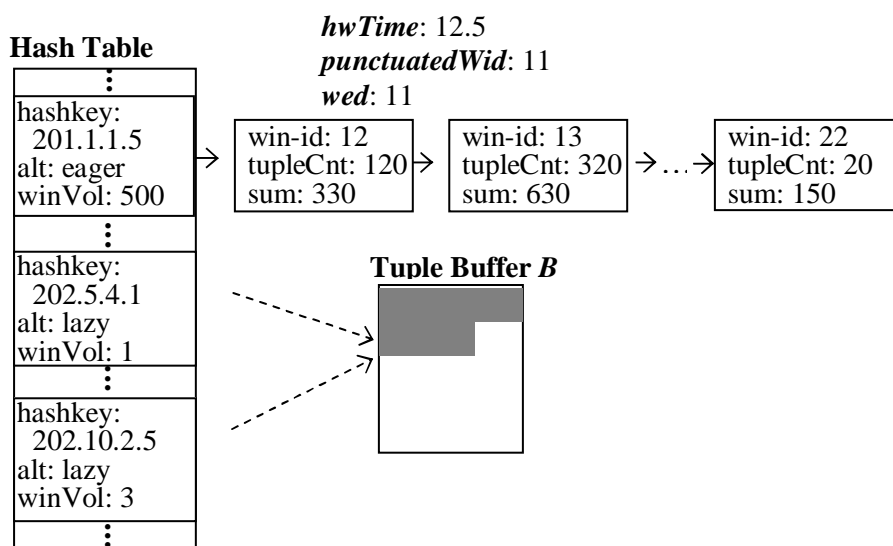 hwTime: 12.5
punctuatedWid: 11
wed: 11
Hash Table
hashkey:
201.1.1.5
alt: eager
winVol: 500
win-id: 12
tupleCnt: 120
sum: 330
win-id: 13
tupleCnt: 320
sum: 630
...
win-id: 22
tupleCnt: 20
sum: 150
hashkey:
202.5.4.1
alt: lazy
winVol: 1
Tuple Buffer B
hashkey:
202.10.2.5
alt: lazy
winVol: 3